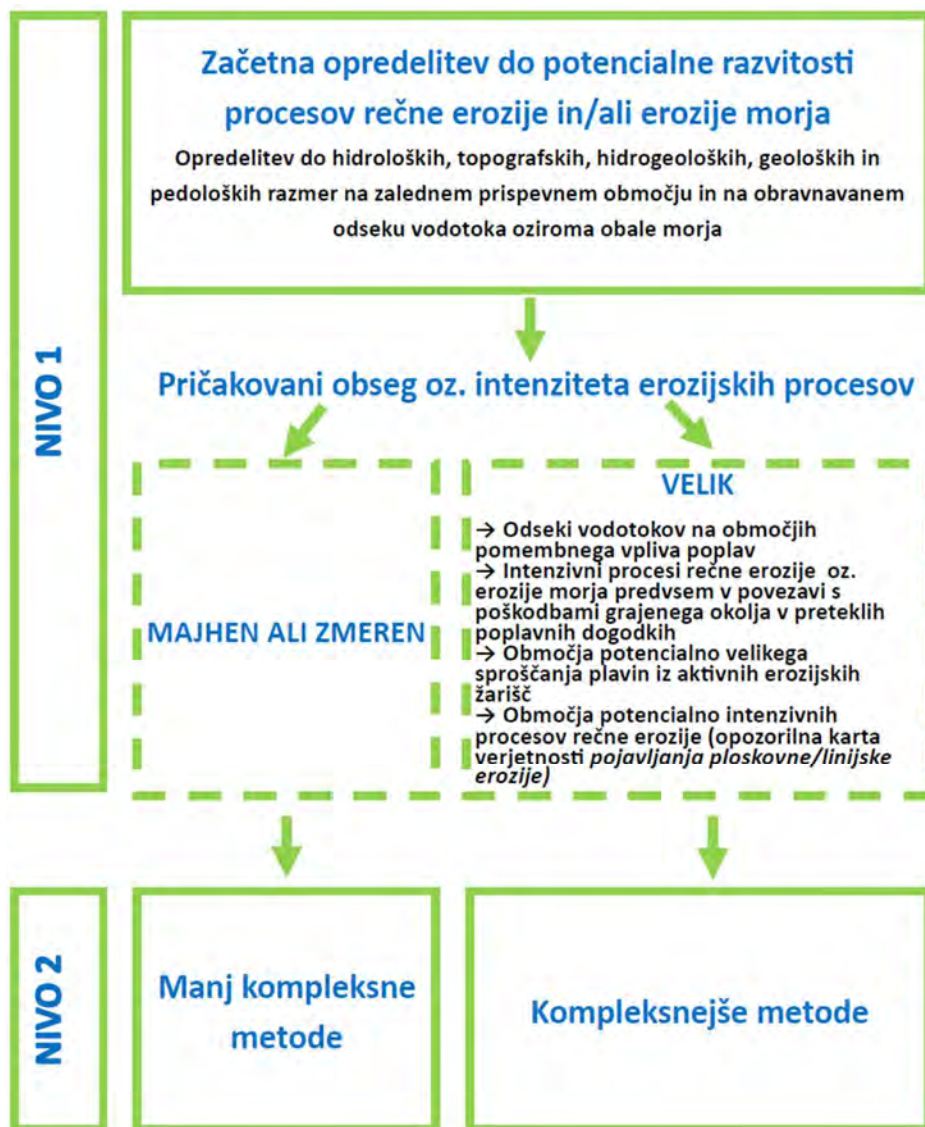 NIVO 1
Začetna opredelitev do potencialne razvitosti
procesov rečne erozije in/ali erozije morja
Opredelitev do hidroloških, topografskih, hidrogeoloških, geoloških in
pedoloških razmer na zalednem prispevnem območju in na obravnavanem
odseku vodotoka oziroma obale morja
Pričakovani obseg oz. intenziteta erozijskih procesov
MAJHEN ALI ZMEREN
VELIK
→ Odseki vodotokov na območjih
pomembnega vpliva poplav
→ Intenzivni procesi rečne erozije oz.
erozije morja predvsem v povezavi s
poškodbami grajenega okolja v preteklih
poplavnih dogodkih
→ Območja potencialno velikega
sproščanja plavin iz aktivnih erozijskih
žarišč
→ Območja potencialno intenzivnih
procesov rečne erozije (opozorilna karta
verjetnosti pojavljanja ploskovne/linijske
erozije)
NIVO 2
Manj kompleksne
metode
Kompleksnejše metode